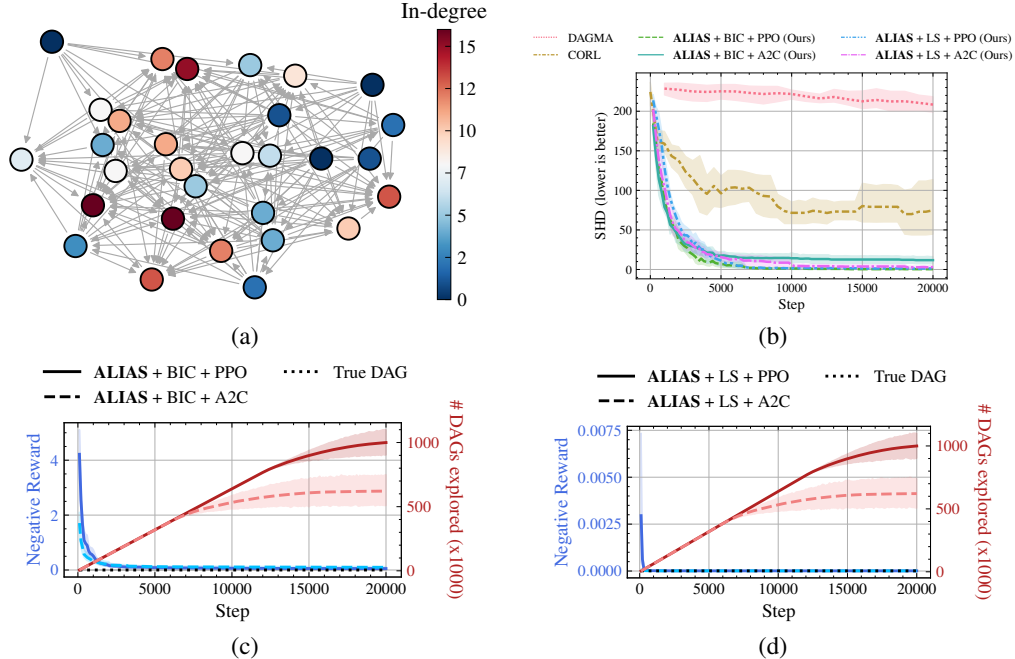 In-degree
15
13
12
10
8
7
5
3
2
0
(a)
DAGMA
CORL
ALIAS + BIC + PPO (Ours)
ALIAS + BIC + A2C (Ours)
ALIAS + LS + PPO (Ours)
ALIAS + LS + A2C (Ours)
SHD (lower is better)
200
150
100
50
0
0 5000 10000 15000 20000
Step
(b)
ALIAS + BIC + PPO
ALIAS + BIC + A2C
True DAG
Negative Reward
4
2
0
# DAGs explored (x1000)
1000
500
0
0 5000 10000 15000 20000
Step
(c)
ALIAS + LS + PPO
ALIAS + LS + A2C
True DAG
Negative Reward
0.0075
0.0050
0.0025
0.0000
# DAGs explored (x1000)
1000
500
0
0 5000 10000 15000 20000
Step
(d)